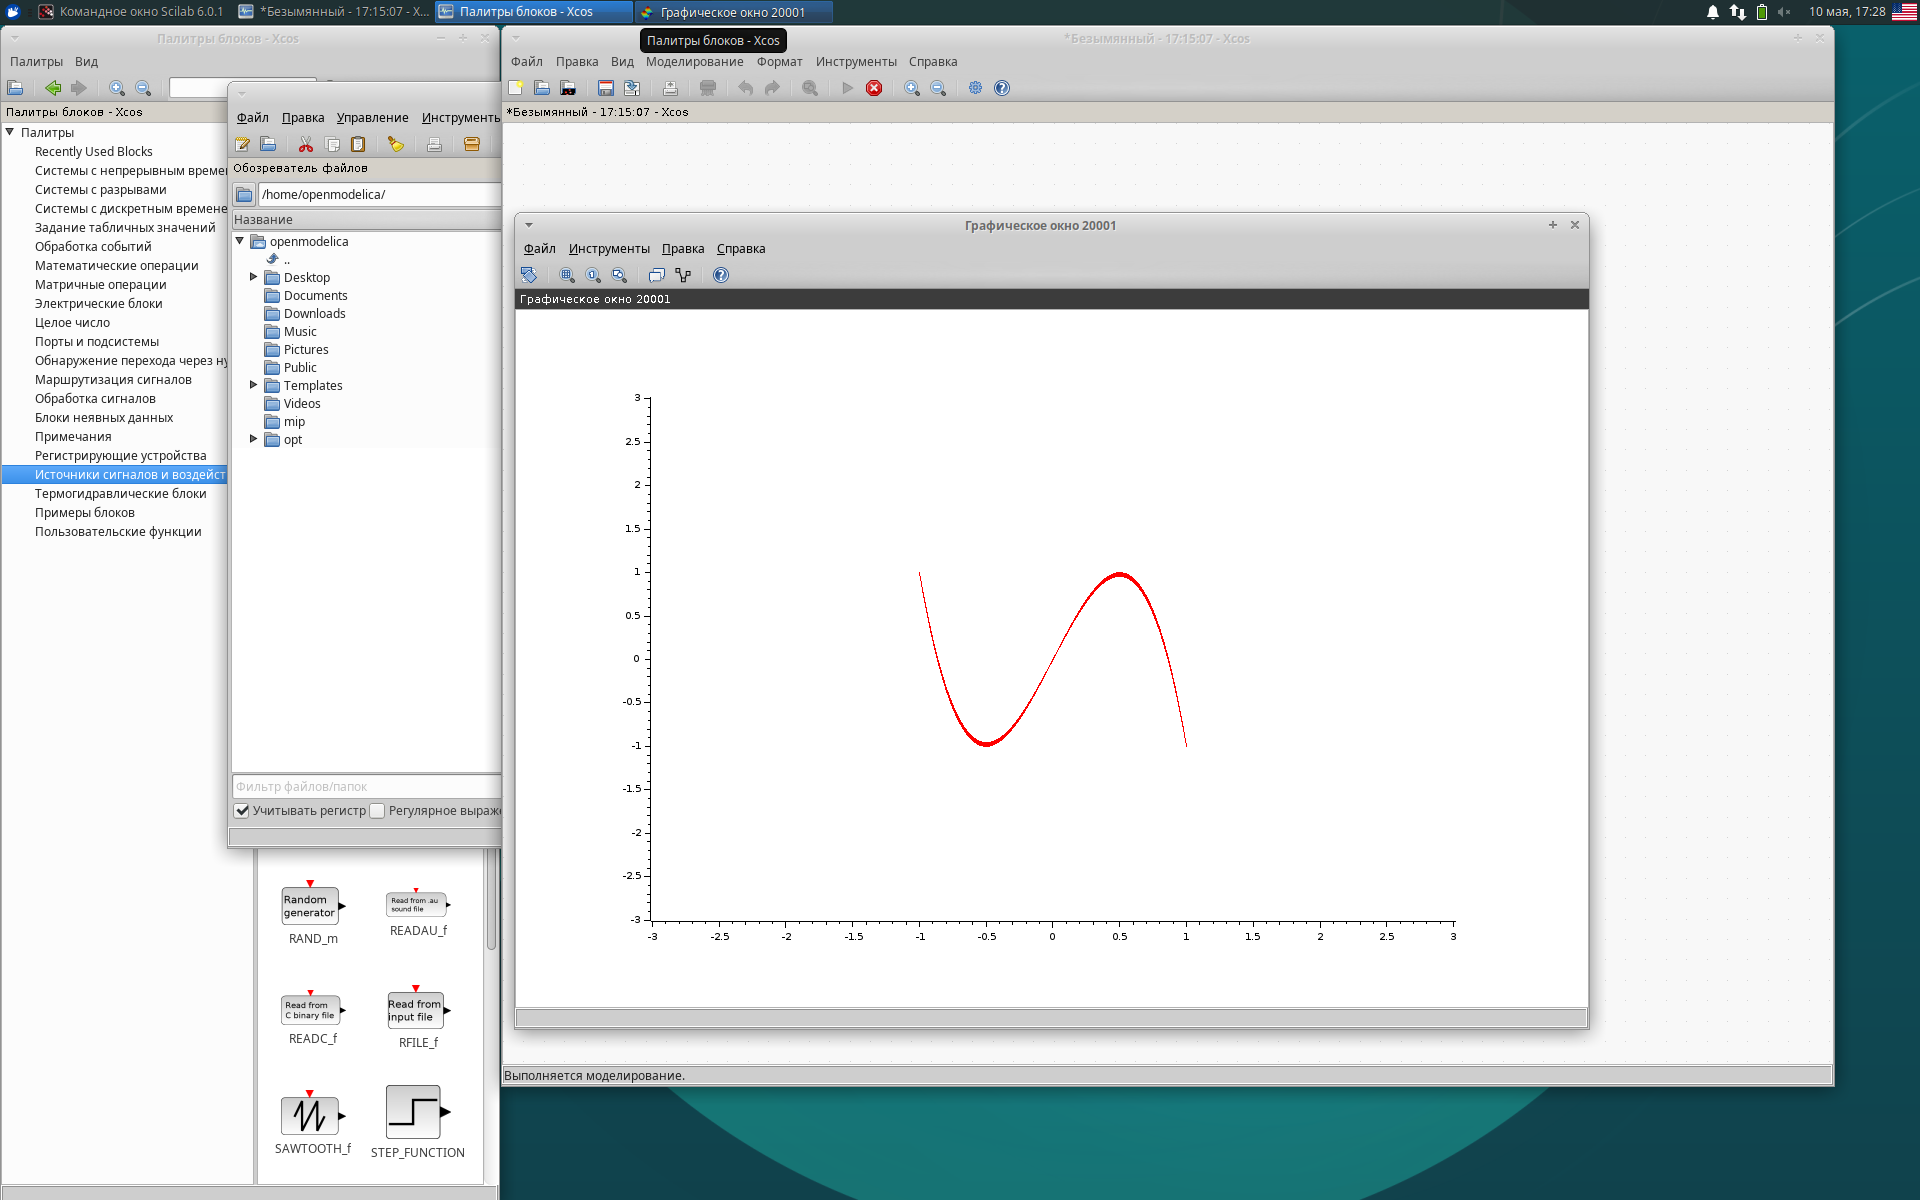 Командное окно Scilab 6.0.1
*Безымянный - 17:15:07 - X...
Палитры блоков - Xcos
Графическое окно 20001
10 мая, 17:28
Палитры блоков - Xcos
Палитры Вид
Палитры блоков - Xcos
Палитры
Recently Used Blocks
Системы с непрерывным време
Системы с разрывами
Системы с дискретным времене
Задание табличных значений
Обработка событий
Математические операции
Матричные операции
Электрические блоки
Целое число
Порты и подсистемы
Обнаружение перехода через ну
Маршрутизация сигналов
Обработка сигналов
Блоки неявных данных
Примечания
Регистрирующие устройства
Источники сигналов и воздейст
Термогидравлические блоки
Примеры блоков
Пользовательские функции
Файл Правка Управление Инструменть
Обозреватель файлов
/home/openmodelica/
Название
openmodelica
..
Desktop
Documents
Downloads
Music
Pictures
Public
Templates
Videos
mip
opt
Фильтр файлов/папок
Учитывать регистр Регулярное выраже
Random
generator
RAND_m
Read from .au
sound file
READAU_f
Read from
C binary file
READC_f
Read from
input file
RFILE_f
SAWTOOTH_f
STEP_FUNCTION
Палитры блоков - Xcos
*Безымянный - 17:15:07 - Xcos
Файл Правка Вид Моделирование Формат Инструменты Справка
*Безымянный - 17:15:07 - Xcos
Графическое окно 20001
Файл Инструменты Правка Справка
Графическое окно 20001
3
2.5
2
1.5
1
0.5
0
-0.5
-1
-1.5
-2
-2.5
-3
-3 -2.5 -2 -1.5 -1 -0.5 0 0.5 1 1.5 2 2.5 3
Выполняется моделирование.